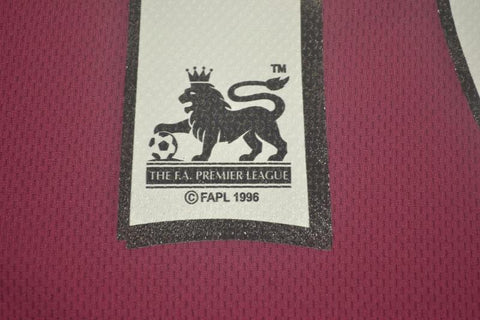 TM
THE F.A. PREMIER LEAGUE
© FAPL 1996